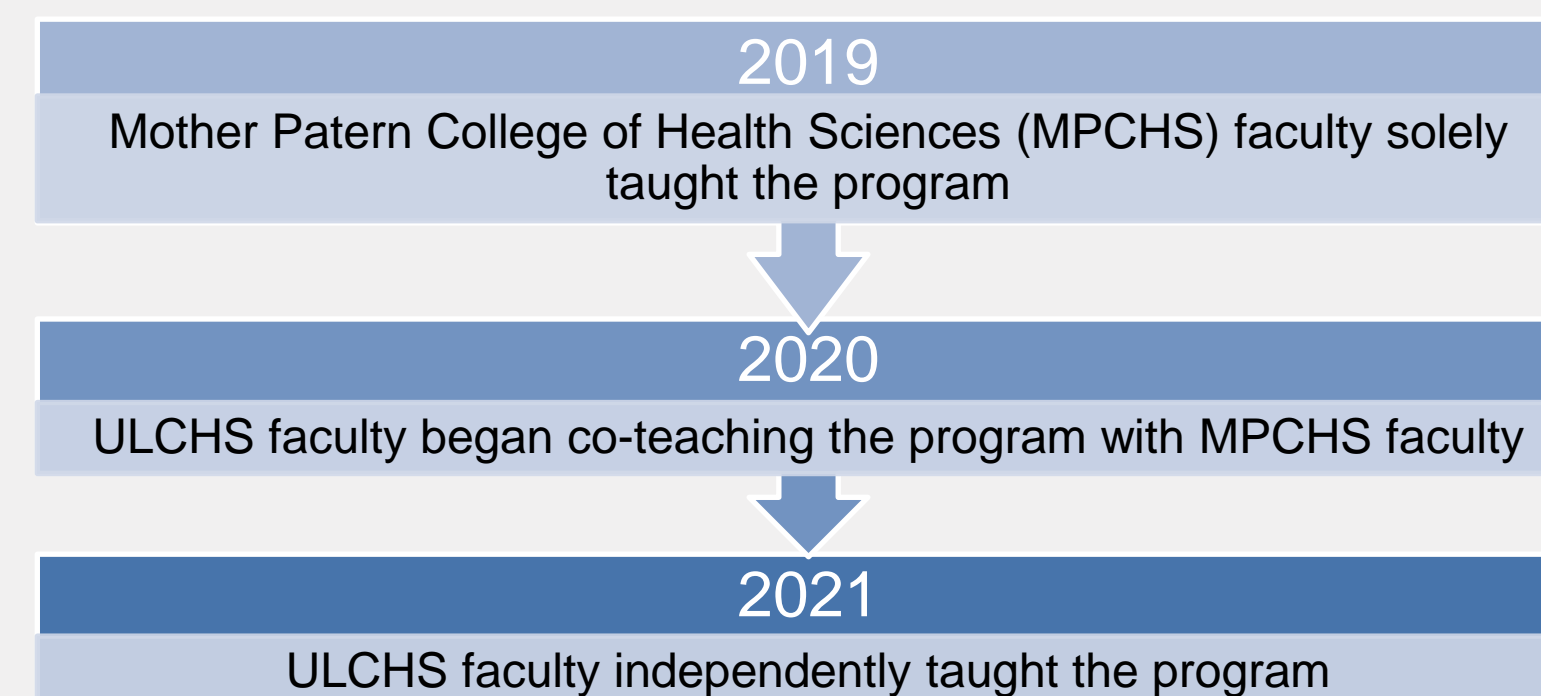 2019
Mother Patern College of Health Sciences (MPCHS) faculty solely
taught the program
2020
ULCHS faculty began co-teaching the program with MPCHS faculty
2021
ULCHS faculty independently taught the program